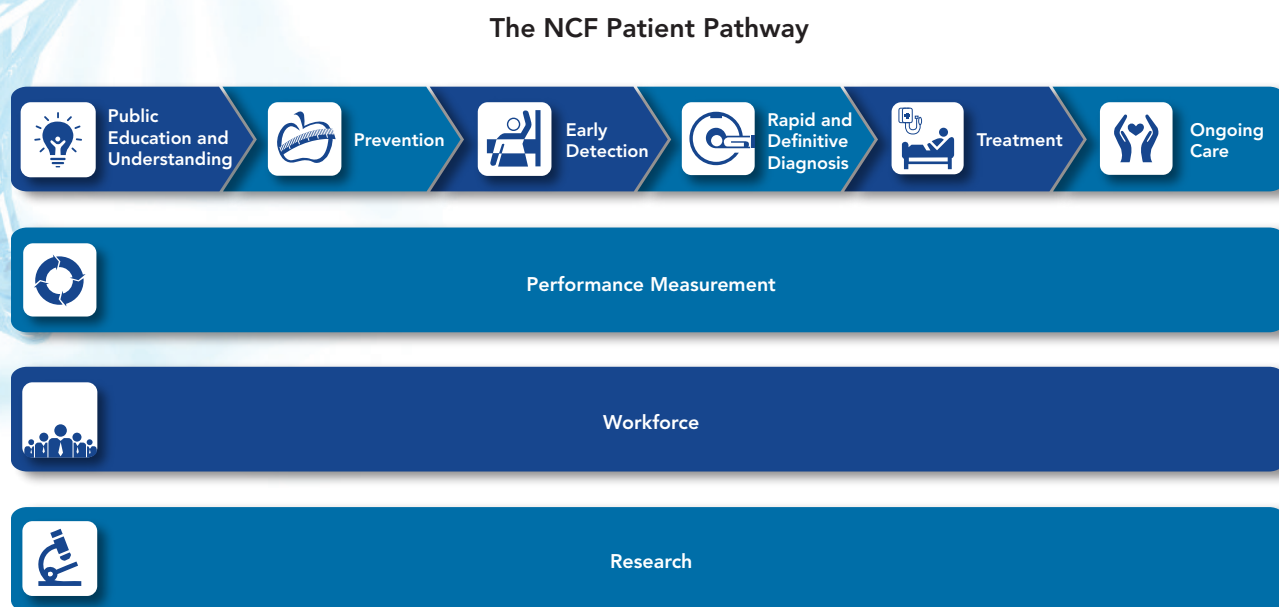 The NCF Patient Pathway
Public
Education and
Understanding
Prevention
Early
Detection
Rapid and
Definitive
Diagnosis
Treatment
Ongoing
Care
Performance Measurement
Workforce
Research